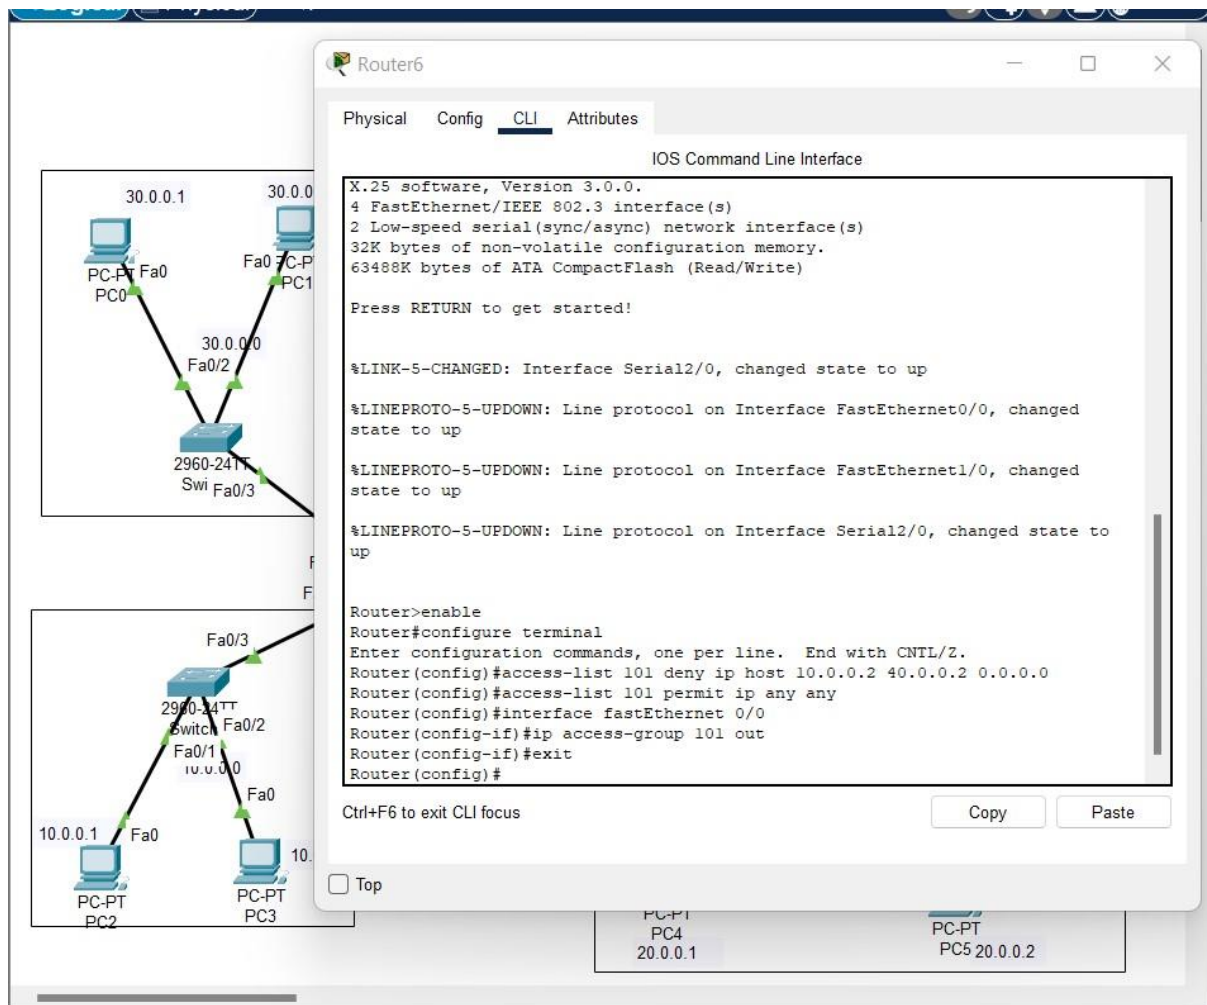 Logical Physical
Router6
Physical Config CLI Attributes
IOS Command Line Interface
X.25 software, Version 3.0.0.
4 FastEthernet/IEEE 802.3 interface(s)
2 Low-speed serial(sync/async) network interface(s)
32K bytes of non-volatile configuration memory.
63488K bytes of ATA CompactFlash (Read/Write)
Press RETURN to get started!
%LINK-5-CHANGED: Interface Serial2/0, changed state to up
%LINEPROTO-5-UPDOWN: Line protocol on Interface FastEthernet0/0, changed
state to up
%LINEPROTO-5-UPDOWN: Line protocol on Interface FastEthernet1/0, changed
state to up
%LINEPROTO-5-UPDOWN: Line protocol on Interface Serial2/0, changed state to
up
Router>enable
Router#configure terminal
Enter configuration commands, one per line. End with CNTL/Z.
Router(config)#access-list 101 deny ip host 10.0.0.2 40.0.0.2 0.0.0.0
Router(config)#access-list 101 permit ip any any
Router(config)#interface fastEthernet 0/0
Router(config-if)#ip access-group 101 out
Router(config-if)#exit
Router(config)#
Ctrl+F6 to exit CLI focus
Copy Paste
Top
30.0.0.1 30.0.0
PC-PT Fa0
PC0
Fa0 PC-P
PC1
30.0.0.0
Fa0/2
2960-24TT
Swi Fa0/3
F
F
Fa0/3
2960-24TT
Switch Fa0/2
Fa0/1
10.0.0.0
Fa0
10.0.0.1 Fa0
10.
PC-PT
PC2
PC-PT
PC3
PC-PT
PC4
20.0.0.1
PC-PT
PC5 20.0.0.2